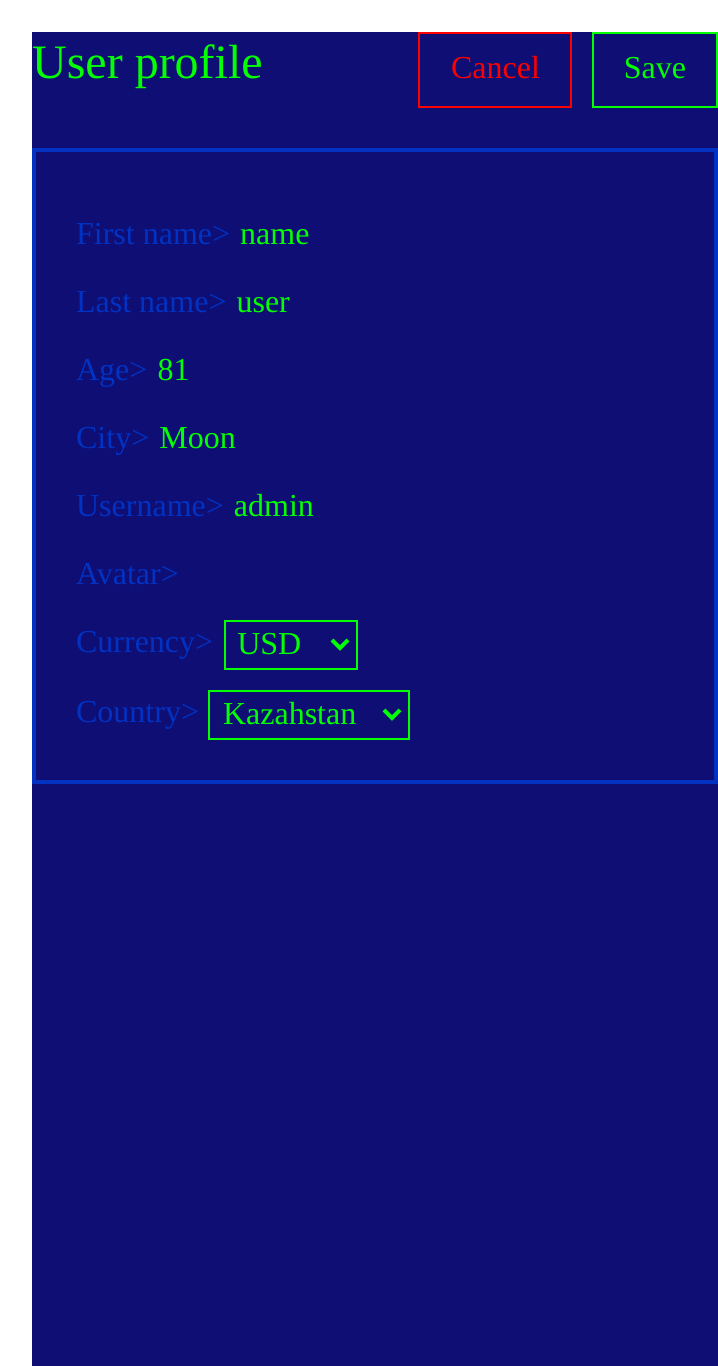 User profile Cancel Save
First name> name
Last name> user
Age> 81
City> Moon
Username> admin
Avatar>
Currency> USD
Country> Kazahstan